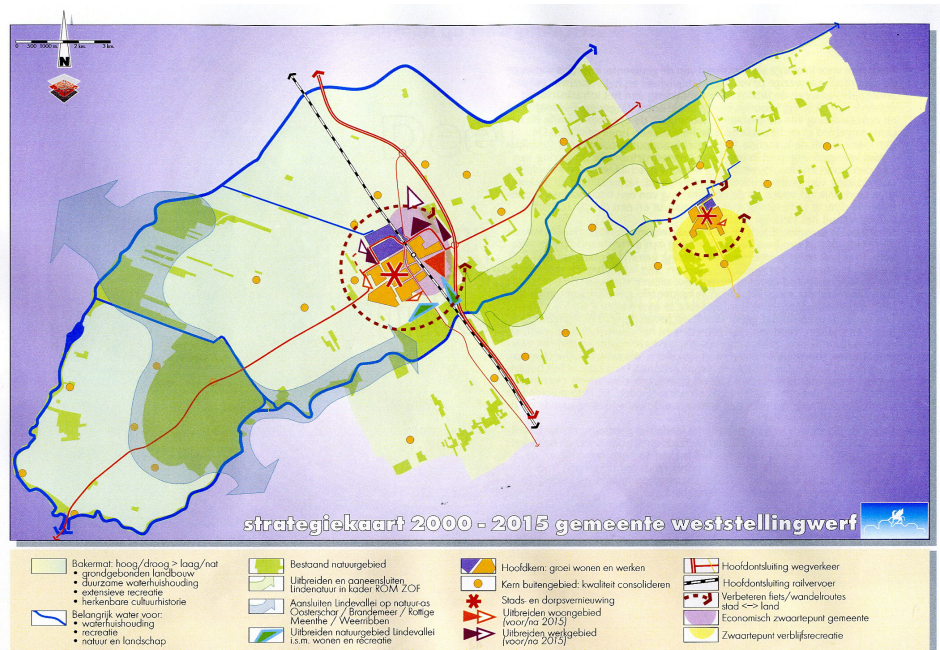 0 500 1000 m. 2 km. 3 km.
N
strategiekaart 2000 - 2015 gemeente weststellingwerf
Bakermat: hoog/droog > laag/nat
• grondgebonden landbouw
• duurzame waterhuishouding
• extensieve recreatie
• herkenbare cultuurhistorie
Belangrijk water voor:
• waterhuishouding
• recreatie
• natuur en landschap
Bestaand natuurgebied
Uitbreiden en aaneensluiten
Lindenatuur in kader ROM ZOF
Aansluiten Lindevallei op natuur-as
Oosterschar / Brandemeer / Rottige
Meenthe / Weerribben
Uitbreiden natuurgebied Lindevallei
i.s.m. wonen en recreatie
Hoofdkern: groei wonen en werken
Kern buitengebied: kwaliteit consolideren
Stads- en dorpsvernieuwing
Uitbreiden woongebied
(voor/na 2015)
Uitbreiden werkgebied
(voor/na 2015)
Hoofdontsluiting wegverkeer
Hoofdontsluiting railvervoer
Verbeteren fiets/wandelroutes
stad <--> land
Economisch zwaartepunt gemeente
Zwaartepunt verblijfsrecreatie